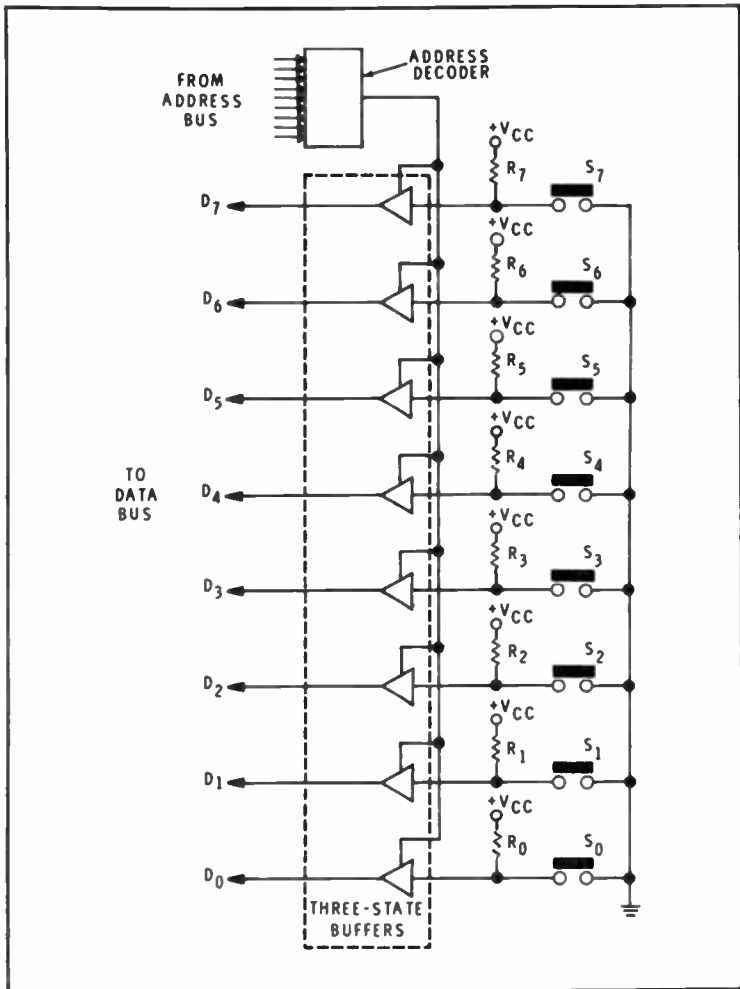 FROM
ADDRESS
BUS
ADDRESS
DECODER
+VCC
R7
S7
D7
+VCC
R6
S6
D6
+VCC
R5
S5
D5
+VCC
R4
S4
D4
TO
DATA
BUS
+VCC
R3
S3
D3
+VCC
R2
S2
D2
+VCC
R1
S1
D1
+VCC
R0
S0
D0
THREE-STATE
BUFFERS